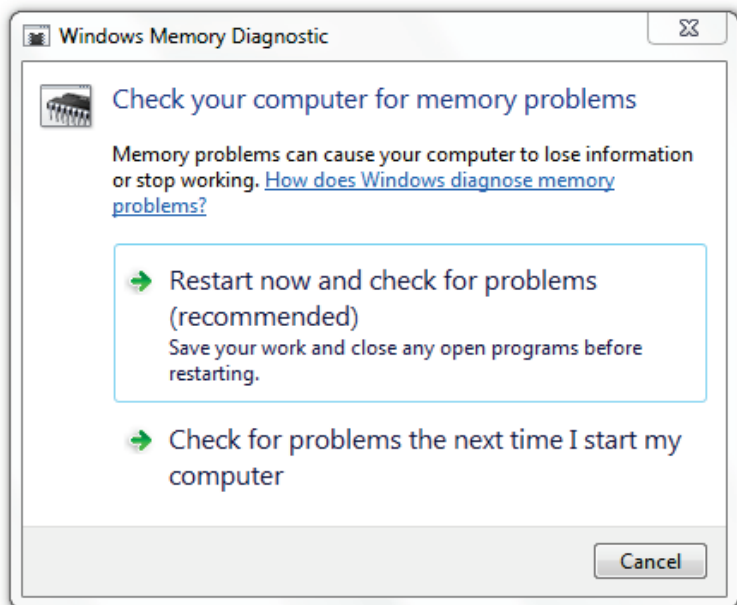 Windows Memory Diagnostic
Check your computer for memory problems
Memory problems can cause your computer to lose information
or stop working. How does Windows diagnose memory
problems?
Restart now and check for problems
(recommended)
Save your work and close any open programs before
restarting.
Check for problems the next time I start my
computer
Cancel